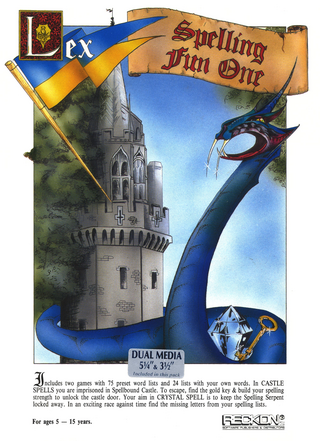 Lex
Spelling
Fun One
DUAL MEDIA
5¼" & 3½"
Included in this pack
Includes two games with 75 preset word lists and 24 lists with your own words. In CASTLE
SPELLS you are imprisoned in Spellbound Castle. To escape, find the gold key & build your spelling
strength to unlock the castle door. Your aim in CRYSTAL SPELL is to keep the Spelling Serpent
locked away. In an exciting race against time find the missing letters from your spelling lists.
For ages 5 — 15 years.
RECKON®
SOFTWARE PUBLISHERS & DISTRIBUTORS